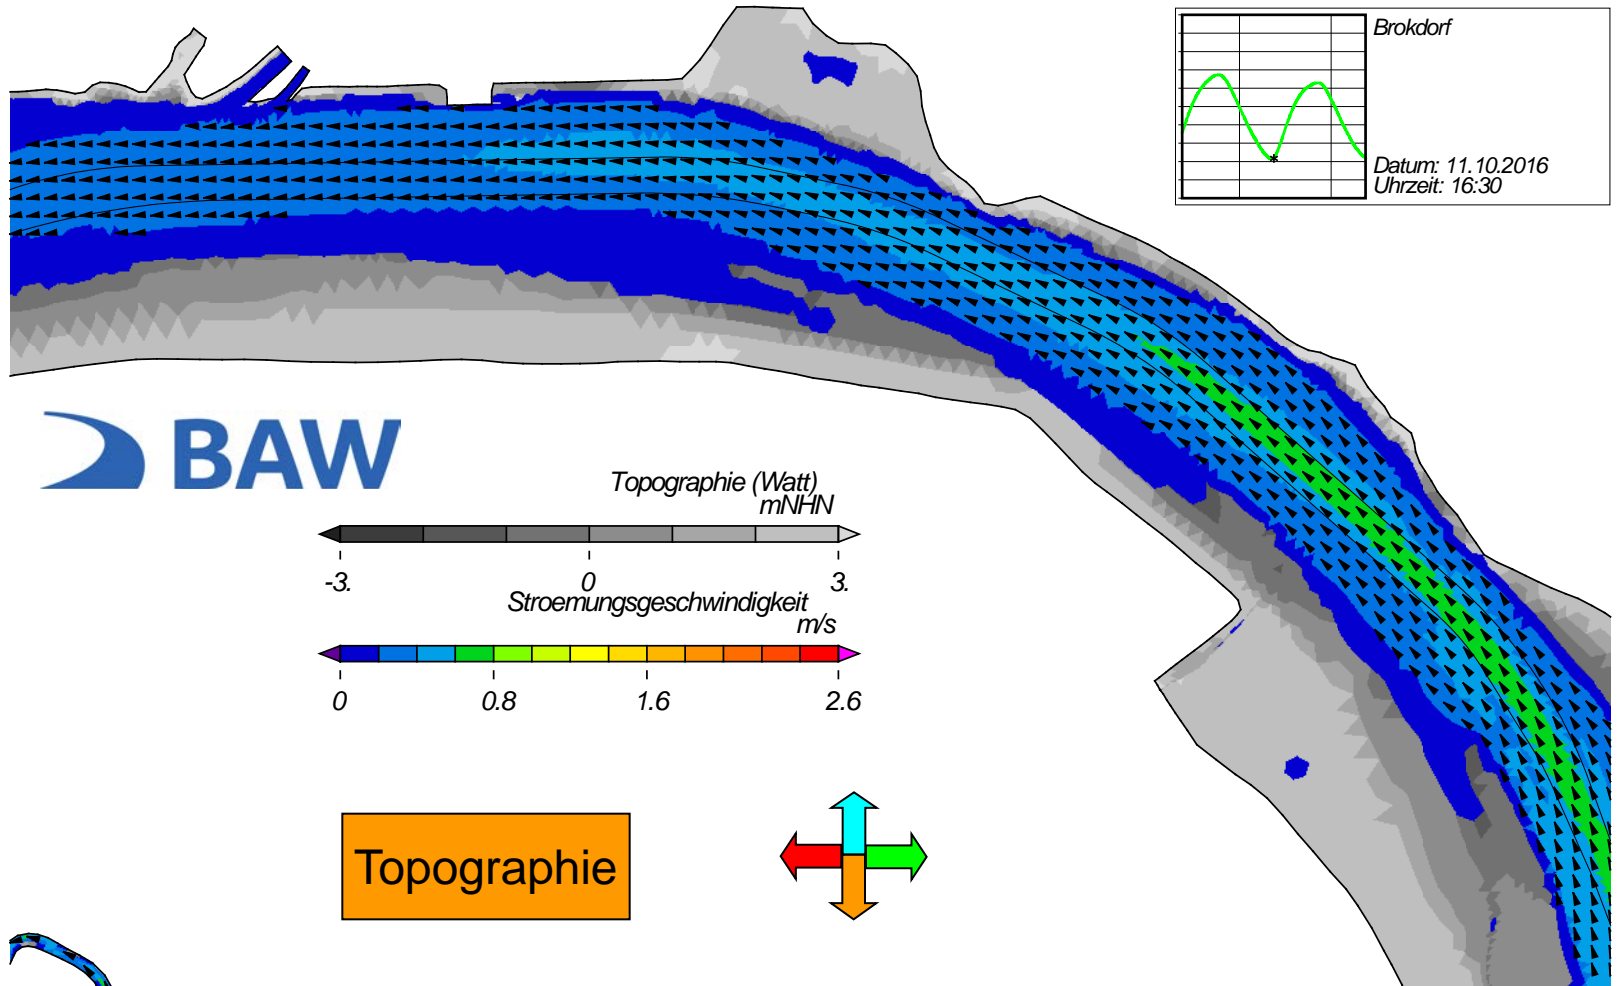 Brokdorf
Datum: 11.10.2016
Uhrzeit: 16:30
BAW
Topographie (Watt)
mNHN
-3. 0 3.
Stroemungsgeschwindigkeit
m/s
0 0.8 1.6 2.6
Topographie